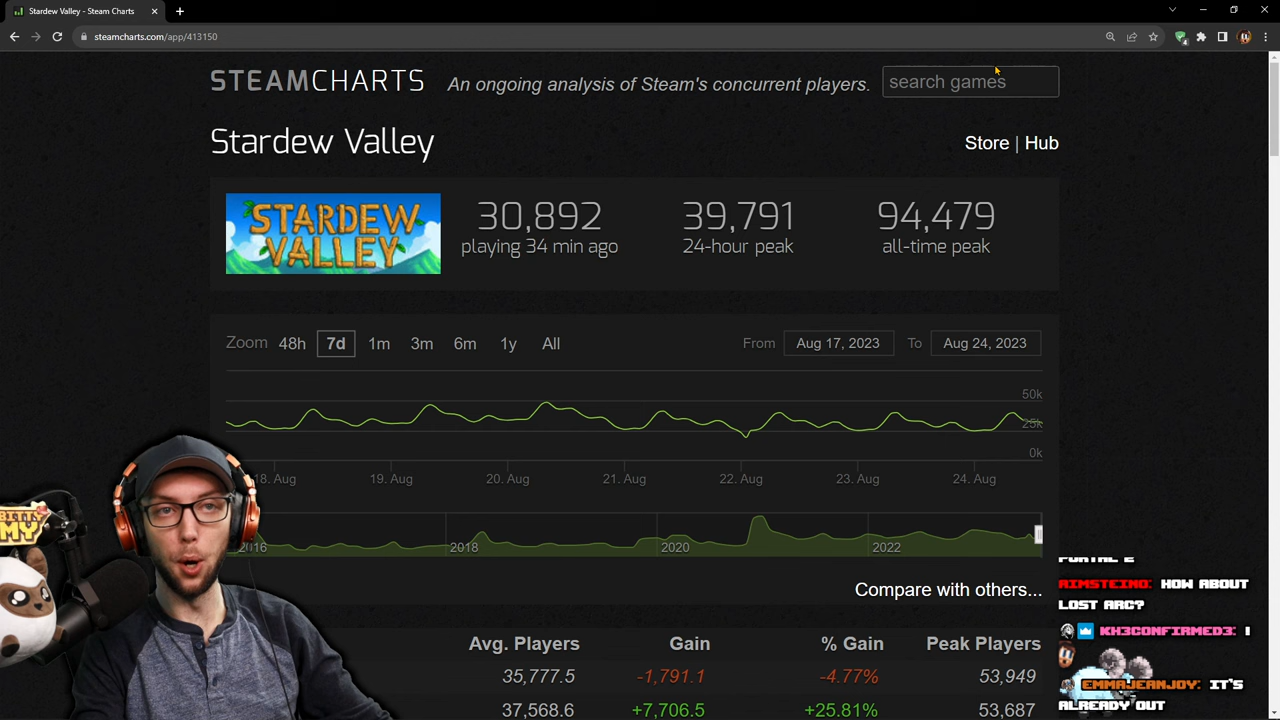 Stardew Valley - Steam Charts
steamcharts.com/app/413150
STEAMCHARTS
An ongoing analysis of Steam's concurrent players.
search games
Stardew Valley
Store | Hub
STARDEW
VALLEY
30,892
playing 34 min ago
39,791
24-hour peak
94,479
all-time peak
Zoom 48h 7d 1m 3m 6m 1y All
From Aug 17, 2023 To Aug 24, 2023
50k
25k
0k
18. Aug 19. Aug 20. Aug 21. Aug 22. Aug 23. Aug 24. Aug
2016 2018 2020 2022
Compare with others...
Avg. Players Gain % Gain Peak Players
35,777.5 -1,791.1 -4.77% 53,949
37,568.6 +7,706.5 +25.81% 53,687
BITTY
MY
PORTAL 2
AIMSTEINO: HOW ABOUT
LOST ARC?
KH3CONFIRMED3: I
EMMAJEANJOY: IT'S
ALREADY OUT